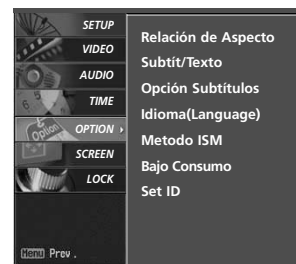 SETUP
VIDEO
AUDIO
TIME
OPTION
SCREEN
LOCK
Menu Prev.
Relación de Aspecto
Subtít/Texto
Opción Subtítulos
Idioma(Language)
Metodo ISM
Bajo Consumo
Set ID